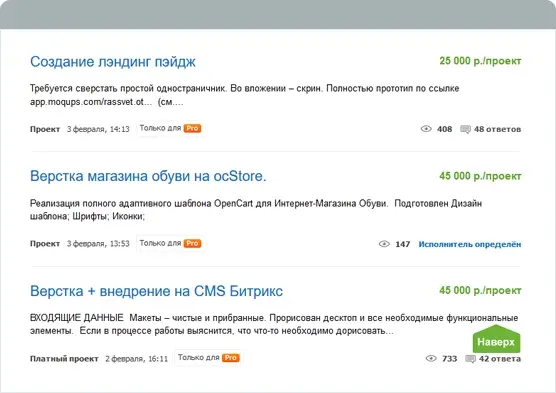 Создание лэндинг пэйдж
25 000 р./проект
Требуется сверстать простой одностраничник. Во вложении – скрин. Полностью прототип по ссылке
app.moqups.com/rassvet.ot... (см....
Проект 3 февраля, 14:13 Только для Pro
408 48 ответов
Верстка магазина обуви на ocStore.
45 000 р./проект
Реализация полного адаптивного шаблона OpenCart для Интернет-Магазина Обуви. Подготовлен Дизайн
шаблона; Шрифты; Иконки;
Проект 3 февраля, 13:53 Только для Pro
147 Исполнитель определён
Верстка + внедрение на CMS Битрикс
45 000 р./проект
ВХОДЯЩИЕ ДАННЫЕ Макеты – чистые и прибранные. Прорисован десктоп и все необходимые функциональные
элементы. Если в процессе работы выяснится, что что-то необходимо дорисовать...
Наверх
Платный проект 2 февраля, 16:11 Только для Pro
733 42 ответа